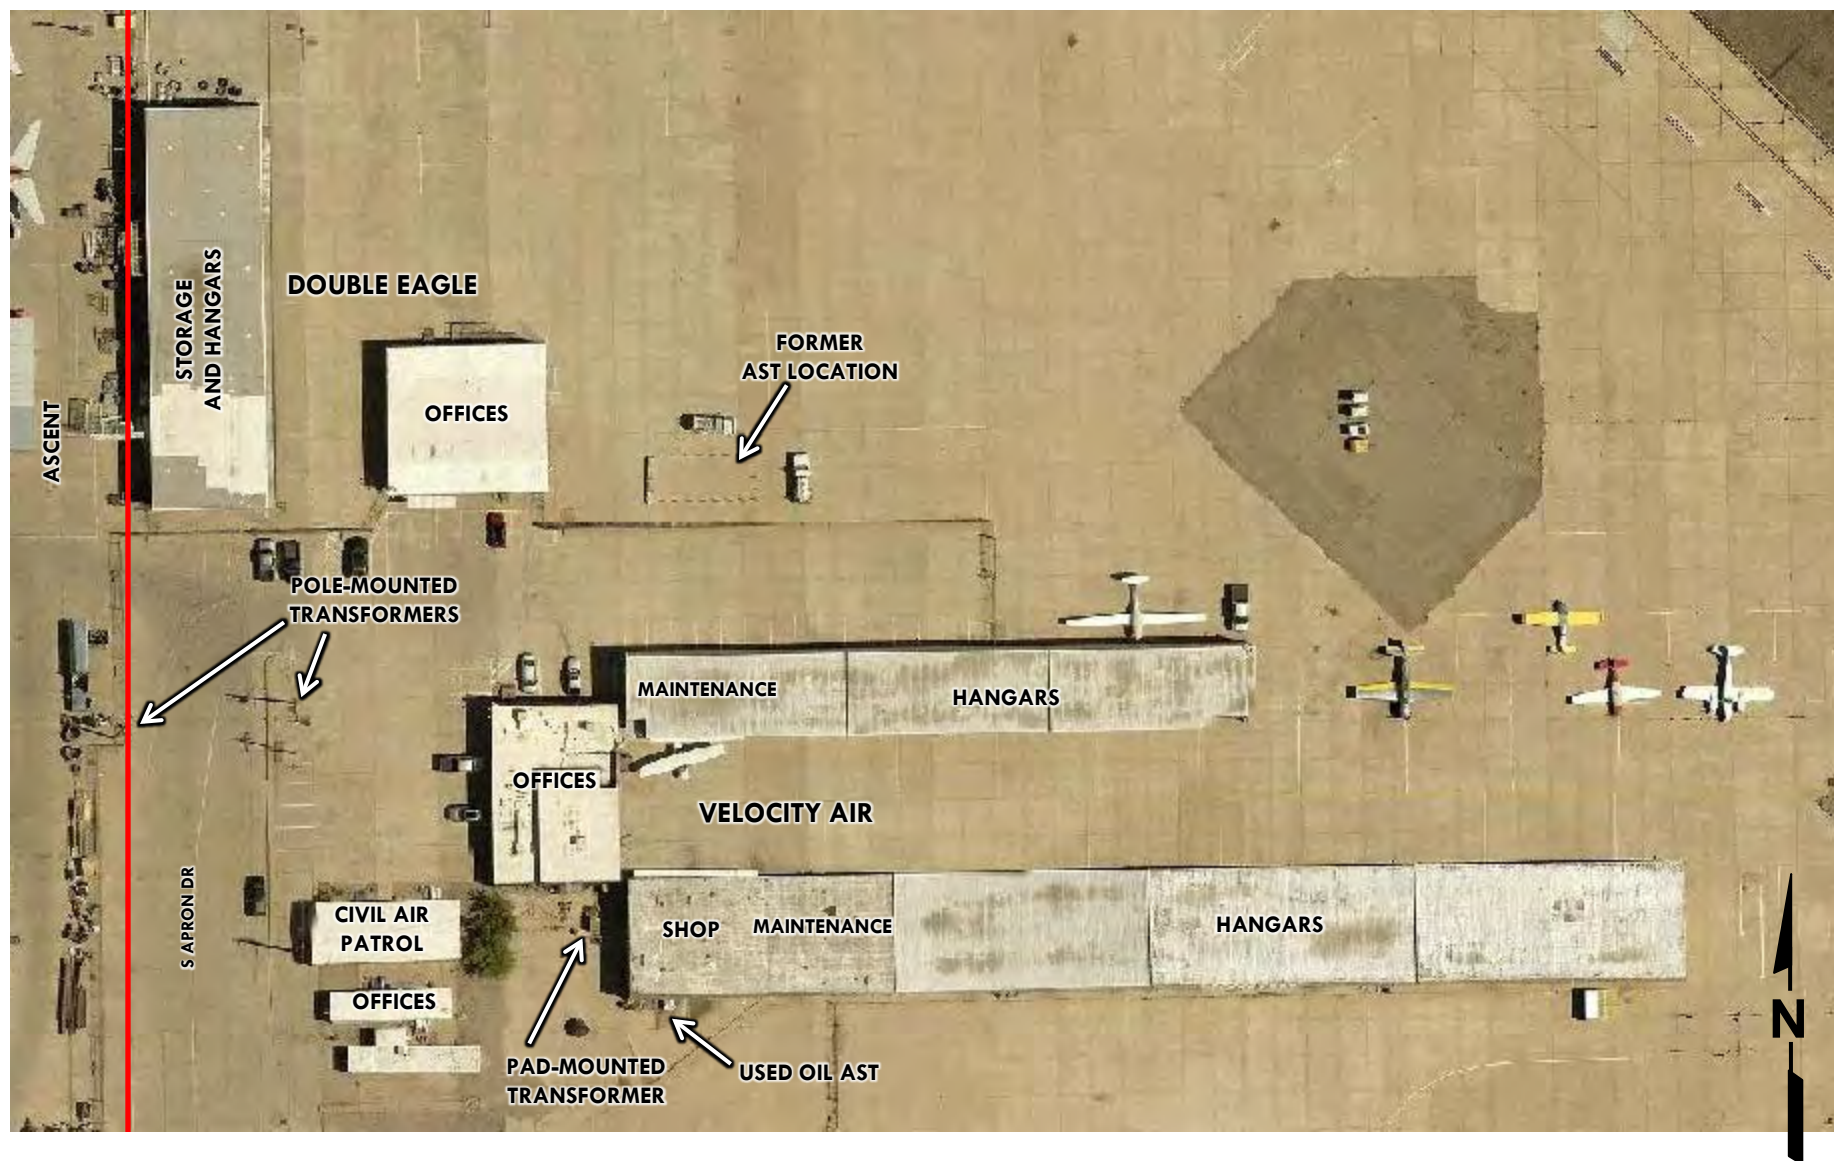 STORAGE
AND HANGARS
DOUBLE EAGLE
ASCENT
OFFICES
FORMER
AST LOCATION
POLE-MOUNTED
TRANSFORMERS
MAINTENANCE
HANGARS
OFFICES
VELOCITY AIR
S APRON DR
CIVIL AIR
PATROL
SHOP
MAINTENANCE
HANGARS
OFFICES
PAD-MOUNTED
TRANSFORMER
USED OIL AST
N